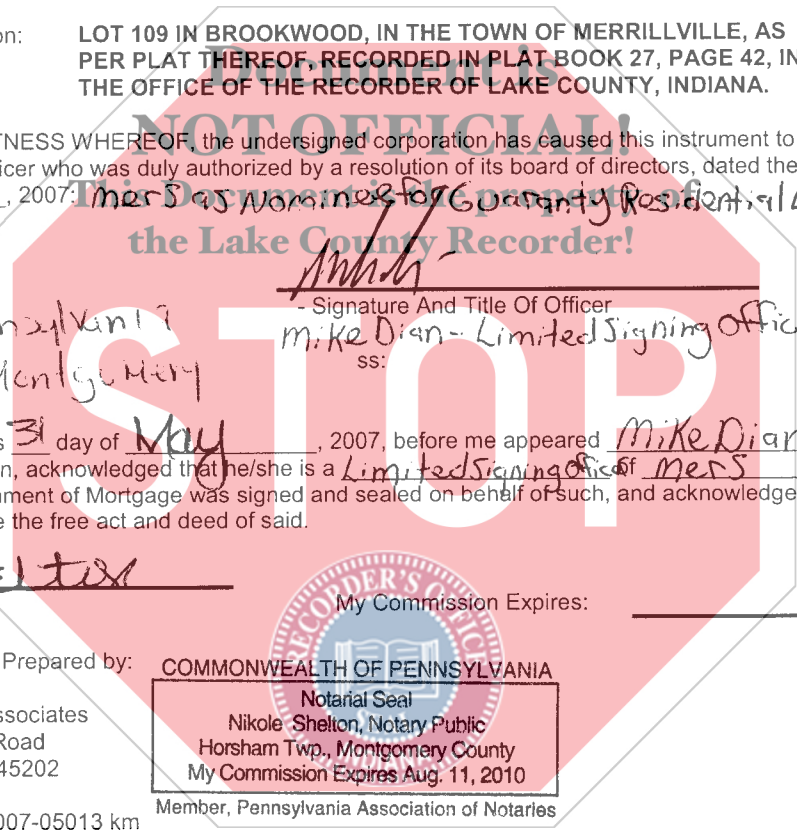 on: LOT 109 IN BROOKWOOD, IN THE TOWN OF MERRILLVILLE, AS
PER PLAT THEREOF, RECORDED IN PLAT BOOK 27, PAGE 42, IN
THE OFFICE OF THE RECORDER OF LAKE COUNTY, INDIANA.
Document is
NOT OFFICIAL!
TNESS WHEREOF, the undersigned corporation has caused this instrument to
icer who was duly authorized by a resolution of its board of directors, dated the
, 2007. Mers as Nominee for Guaranty Residential
This Document is the property of
the Lake County Recorder!
- Signature And Title Of Officer
nsylvania Mike Dian - Limited Signing Offic
ss:
Montgomery
STOP
s 31 day of May, 2007, before me appeared Mike Dian
n, acknowledged that he/she is a Limited Signing Office of Mers
nment of Mortgage was signed and sealed on behalf of such, and acknowledge
e the free act and deed of said.
RECORDER'S OFFICE
My Commission Expires:
Prepared by: COMMONWEALTH OF PENNSYLVANIA
Notarial Seal
ssociates Nikole Shelton, Notary Public
Road Horsham Twp., Montgomery County
45202 My Commission Expires Aug. 11, 2010
INDIANA
Member, Pennsylvania Association of Notaries
007-05013 km